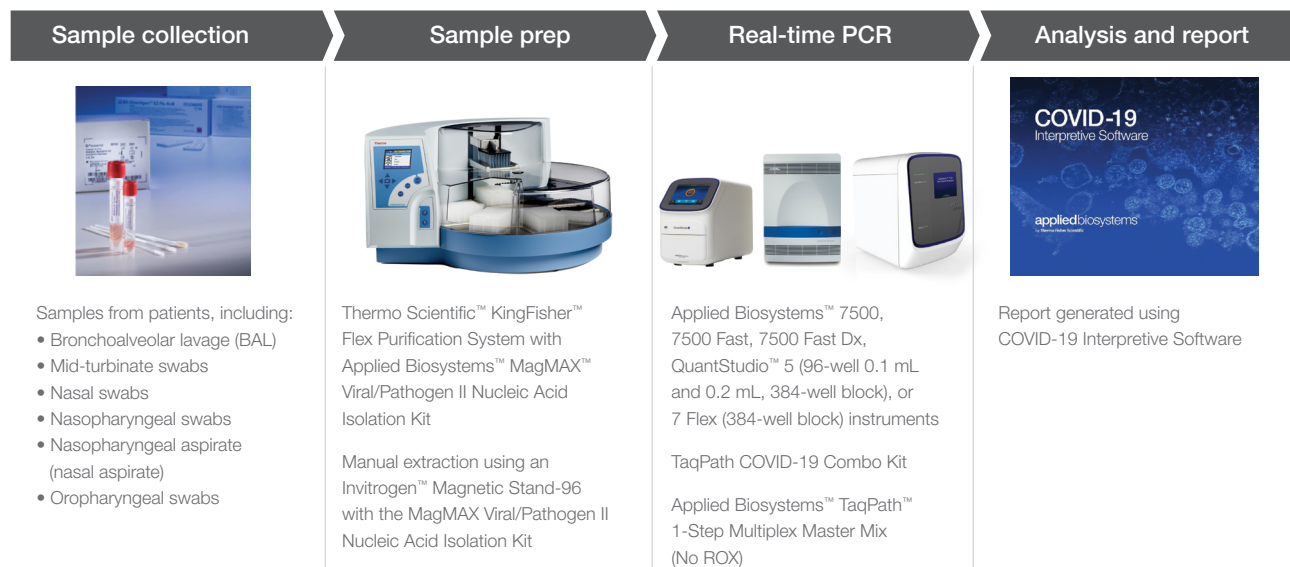 Sample collection
Sample prep
Real-time PCR
Analysis and report
Thermo
COVID-19
Interpretive Software
appliedbiosystems
by Thermo Fisher Scientific
Samples from patients, including:
• Bronchoalveolar lavage (BAL)
• Mid-turbinate swabs
• Nasal swabs
• Nasopharyngeal swabs
• Nasopharyngeal aspirate
(nasal aspirate)
• Oropharyngeal swabs
Thermo Scientific™ KingFisher™
Flex Purification System with
Applied Biosystems™ MagMAX™
Viral/Pathogen II Nucleic Acid
Isolation Kit
Manual extraction using an
Invitrogen™ Magnetic Stand-96
with the MagMAX Viral/Pathogen II
Nucleic Acid Isolation Kit
Applied Biosystems™ 7500,
7500 Fast, 7500 Fast Dx,
QuantStudio™ 5 (96-well 0.1 mL
and 0.2 mL, 384-well block), or
7 Flex (384-well block) instruments
TaqPath COVID-19 Combo Kit
Applied Biosystems™ TaqPath™
1-Step Multiplex Master Mix
(No ROX)
Report generated using
COVID-19 Interpretive Software